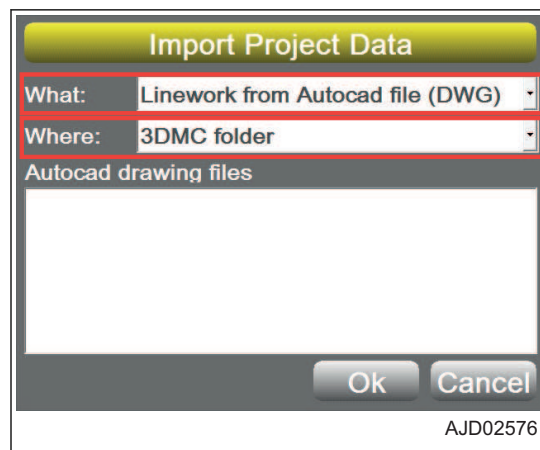 Import Project Data
What: Linework from Autocad file (DWG)
Where: 3DMC folder
Autocad drawing files
Ok Cancel
AJD02576